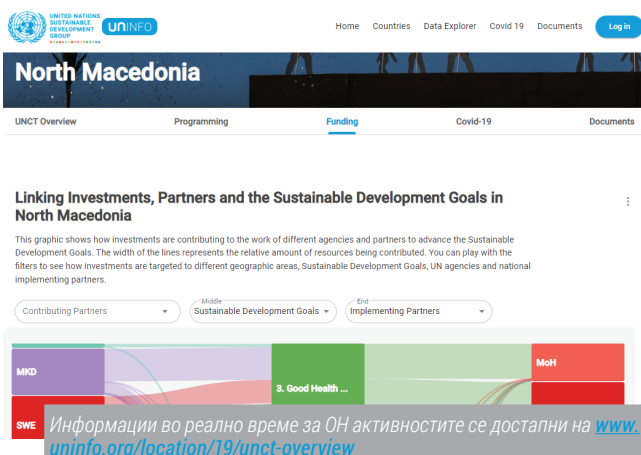 UNITED NATIONS
SUSTAINABLE
DEVELOPMENT
GROUP
UNINFO
Home Countries Data Explorer Covid 19 Documents Log in
North Macedonia
UNCT Overview Programming Funding Covid-19 Documents
Linking Investments, Partners and the Sustainable Development Goals in
North Macedonia
This graphic shows how investments are contributing to the work of different agencies and partners to advance the Sustainable
Development Goals. The width of the lines represents the relative amount of resources being contributed. You can play with the
filters to see how investments are targeted to different geographic areas, Sustainable Development Goals, UN agencies and national
implementing partners.
Middle End
Contributing Partners Sustainable Development Goals Implementing Partners
MKD MoH
3. Good Health ...
SWE
Информации во реално време за ОН активностите се достапни на www.
uninfo.org/location/19/unct-overview